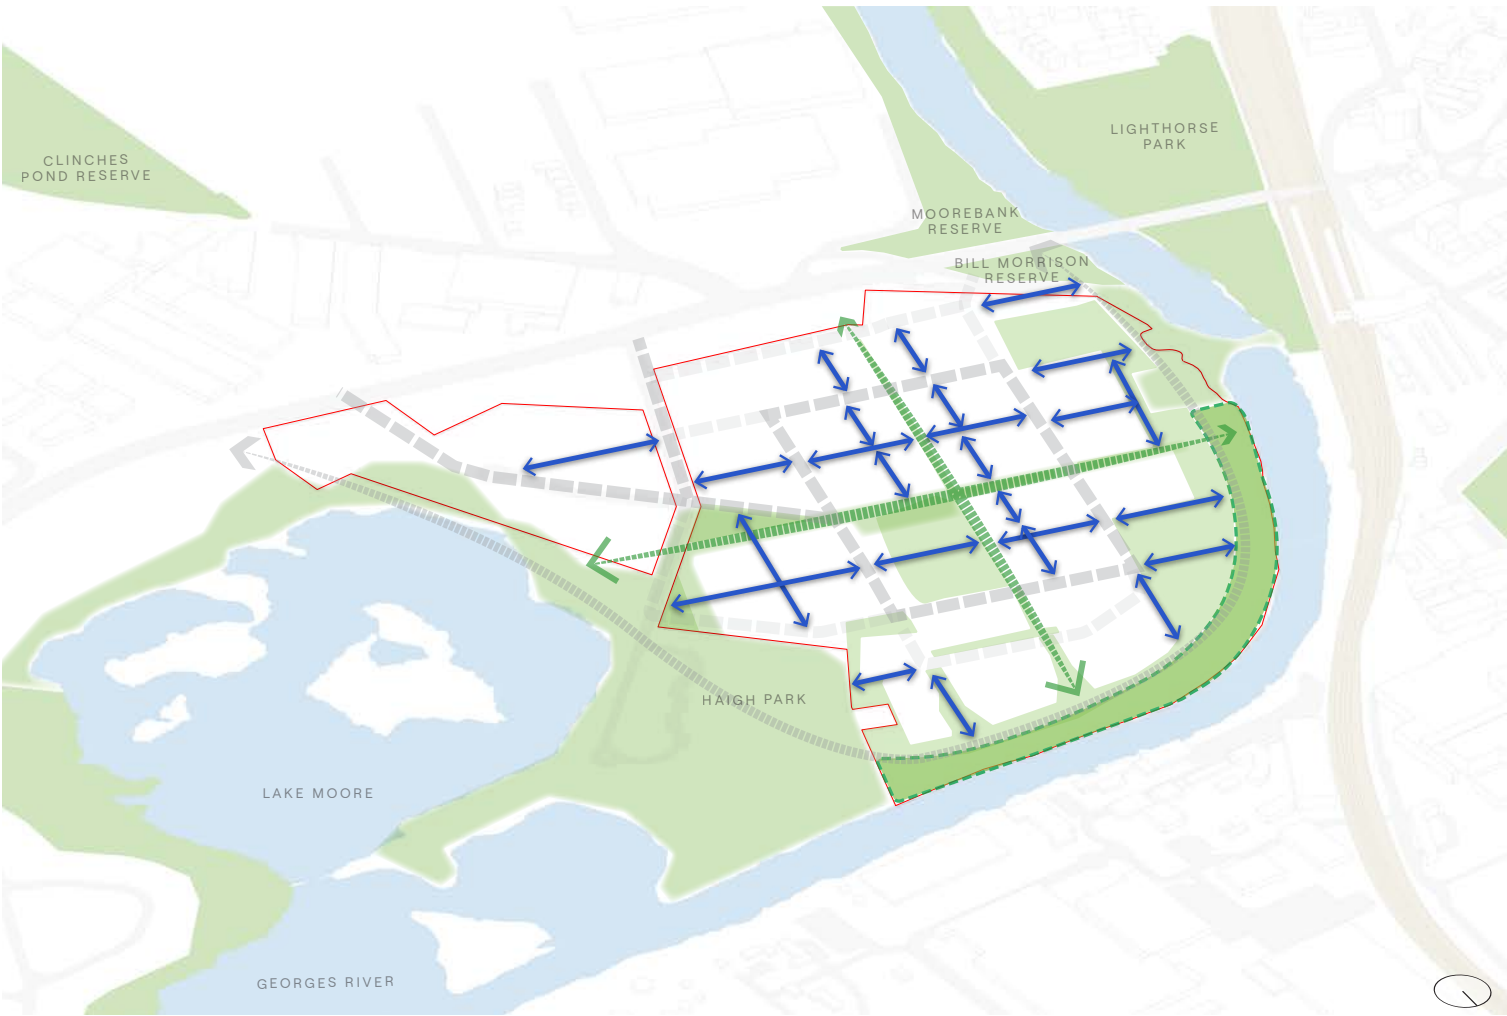 LIGHTHORSE
PARK
CLINCHES
POND RESERVE
MOOREBANK
RESERVE
BILL MORRISON
RESERVE
HAIGH PARK
LAKE MOORE
GEORGES RIVER